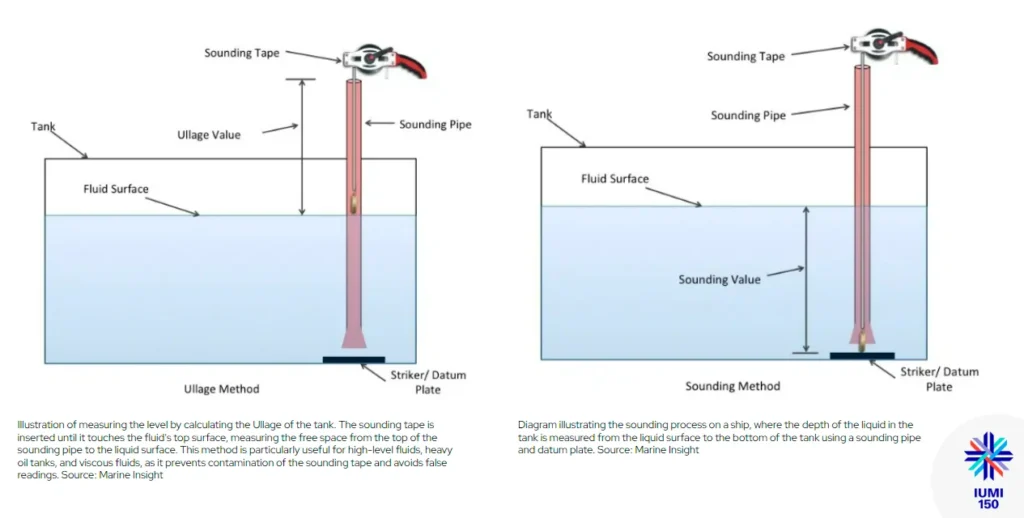 Sounding Tape
Ullage Value
Sounding Pipe
Tank
Fluid Surface
Striker/ Datum
Plate
Ullage Method
Illustration of measuring the level by calculating the Ullage of the tank. The sounding tape is
inserted until it touches the fluid's top surface, measuring the free space from the top of the
sounding pipe to the liquid surface. This method is particularly useful for high-level fluids, heavy
oil tanks, and viscous fluids, as it prevents contamination of the sounding tape and avoids false
readings. Source: Marine Insight
Sounding Tape
Sounding Pipe
Tank
Fluid Surface
Sounding Value
Striker/ Datum
Plate
Sounding Method
Diagram illustrating the sounding process on a ship, where the depth of the liquid in the
tank is measured from the liquid surface to the bottom of the tank using a sounding pipe
and datum plate. Source: Marine Insight
IUMI
150